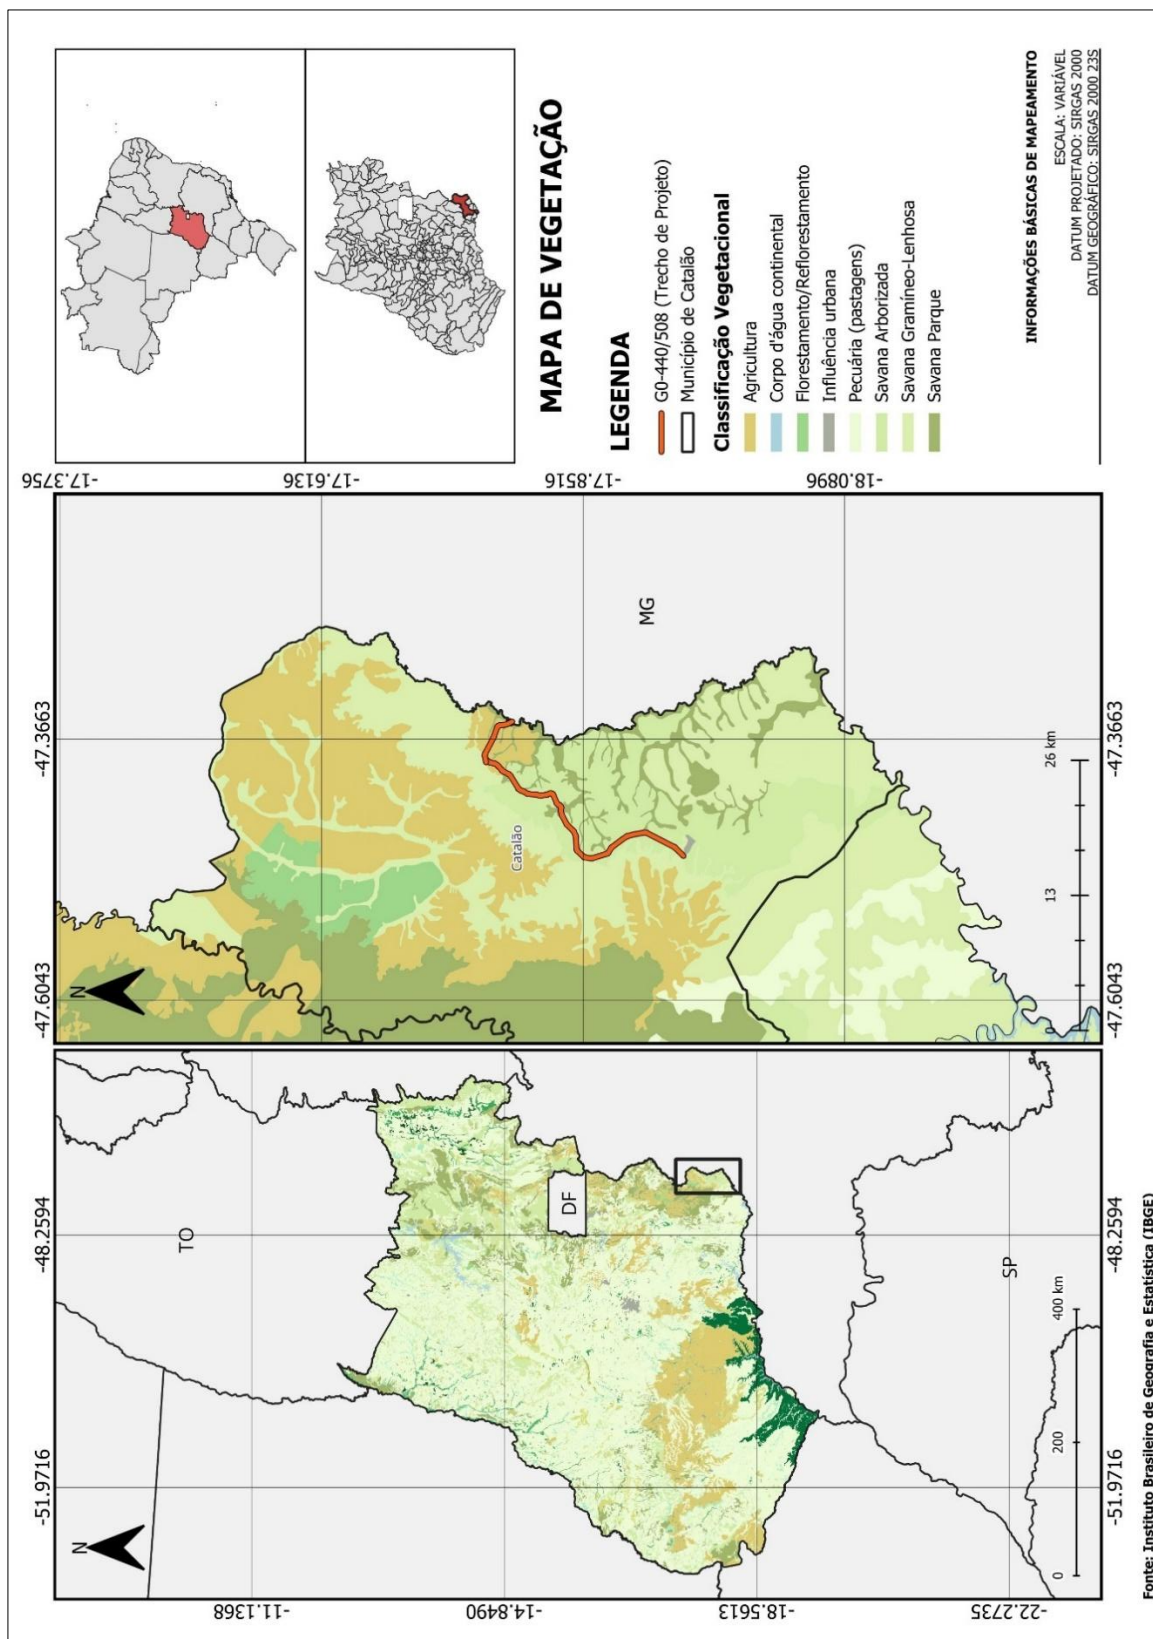 N
TO
DF
SP
0
200
400 km
-51.9716
-48.2594
-11.1368
-14.8490
-18.5613
-22.2735
-51.9716
-48.2594
N
Catalão
MG
0
13
26 km
-47.6043
-47.3663
-17.3756
-17.6136
-17.8516
-18.0896
-47.6043
-47.3663
MAPA DE VEGETAÇÃO
LEGENDA
GO-440/508 (Trecho de Projeto)
Município de Catalão
Classificação Vegetacional
Agricultura
Corpo d'água continental
Florestamento/Reflorestamento
Influência urbana
Pecuária (pastagens)
Savana Arborizada
Savana Gramíneo-Lenhosa
Savana Parque
INFORMAÇÕES BÁSICAS DE MAPEAMENTO
ESCALA: VARIÁVEL
DATUM PROJETADO: SIRGAS 2000
DATUM GEOGRÁFICO: SIRGAS 2000 23S
Fonte: Instituto Brasileiro de Geografia e Estatística (IBGE)